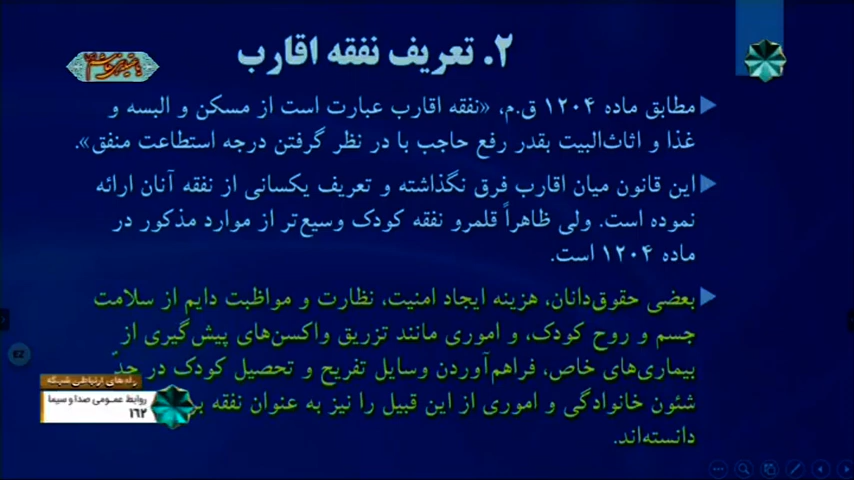 ۲. تعریف نفقه اقارب
مطابق ماده ۱۲۰۴ ق.م، «نفقه اقارب عبارت است از مسکن و البسه و
غذا و اثاث‌البیت بقدر رفع حاجب با در نظر گرفتن درجه استطاعت منفق».
این قانون میان اقارب فرق نگذاشته و تعریف یکسانی از نفقه آنان ارائه
نموده است. ولی ظاهراً قلمرو نفقه کودک وسیع‌تر از موارد مذکور در
ماده ۱۲۰۴ است.
بعضی حقوق‌دانان، هزینه ایجاد امنیت، نظارت و مواظبت دایم از سلامت
جسم و روح کودک، و اموری مانند تزریق واکسن‌های پیش‌گیری از
بیماری‌های خاص، فراهم‌آوردن وسایل تفریح و تحصیل کودک در حدّ
شئون خانوادگی و اموری از این قبیل را نیز به عنوان نفقه
دانسته‌اند.
راه‌های ارتباطی شبکه
روابط عمومی صدا و سیما
۱۶۲